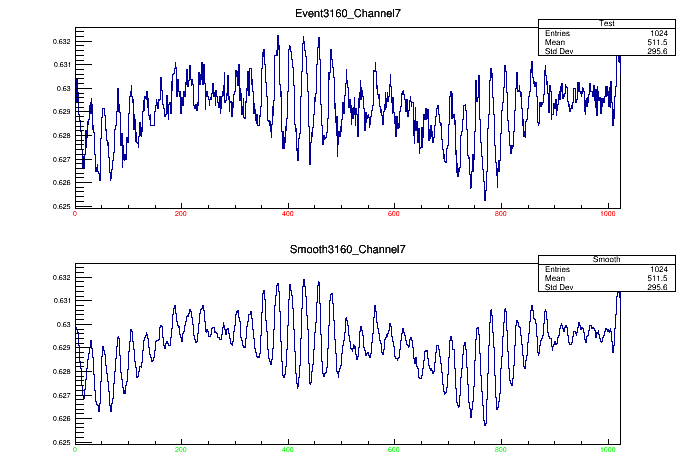 Event3160_Channel7
Test
Entries 1024
Mean 511.5
Std Dev 295.6
0.632
0.631
0.63
0.629
0.628
0.627
0.626
0.625
0 200 400 600 800 1000
Smooth3160_Channel7
Smooth
Entries 1024
Mean 511.5
Std Dev 295.6
0.632
0.631
0.63
0.629
0.628
0.627
0.626
0.625
0 200 400 600 800 1000